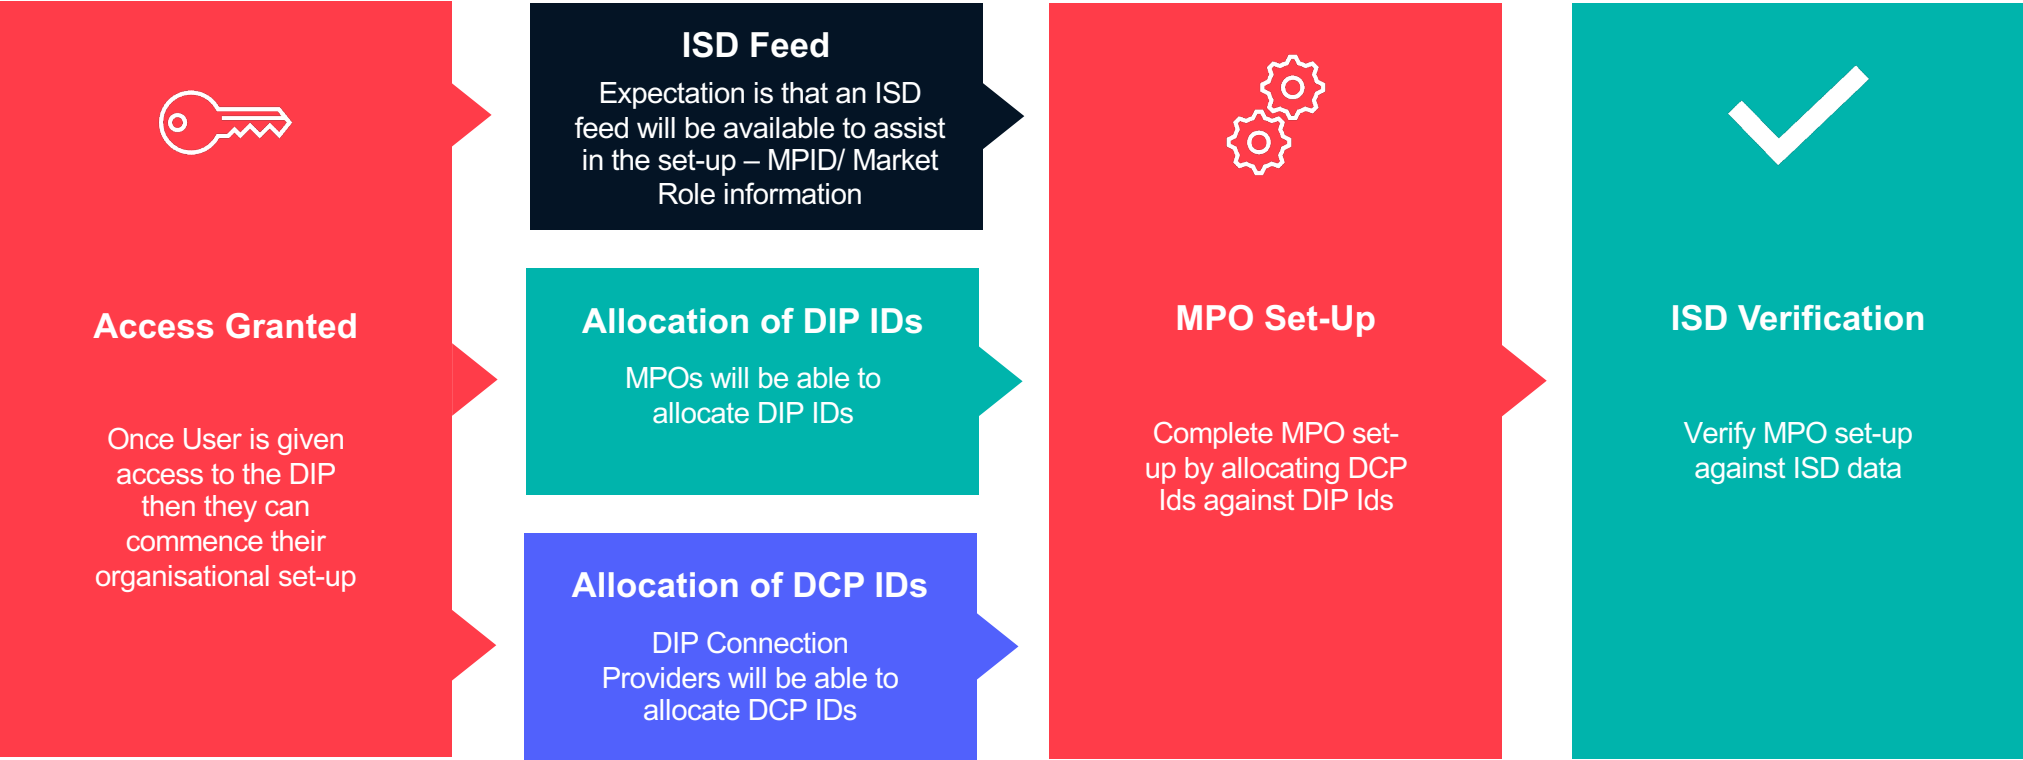 Access Granted
Once User is given
access to the DIP
then they can
commence their
organisational set-up
ISD Feed
Expectation is that an ISD
feed will be available to assist
in the set-up – MPID/ Market
Role information
Allocation of DIP IDs
MPOs will be able to
allocate DIP IDs
Allocation of DCP IDs
DIP Connection
Providers will be able to
allocate DCP IDs
MPO Set-Up
Complete MPO set-
up by allocating DCP
Ids against DIP Ids
ISD Verification
Verify MPO set-up
against ISD data